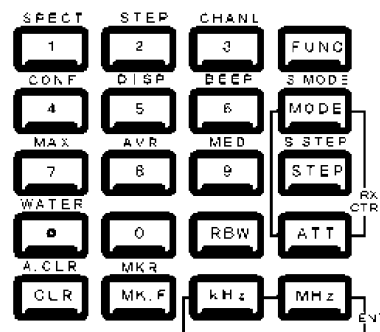 SPECT STEP CHANL
1 2 3 FUNC
CONF DISP BEEP S MODE
4 5 6 MODE
MAX AVR MED S STEP
7 8 9 STEP
RX
CTR
WATER
0 RBW ATT
A.CLR MKR
CLR MK.F kHz MHz
ENT